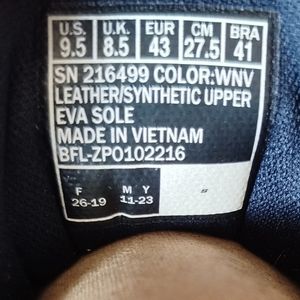 U.S. U.K. EUR CM BRA
9.5 8.5 43 27.5 41
SN 216499 COLOR:WNV
LEATHER/SYNTHETIC UPPER
EVA SOLE
MADE IN VIETNAM
BFL-ZPO102216
F M Y
26-19 11-23